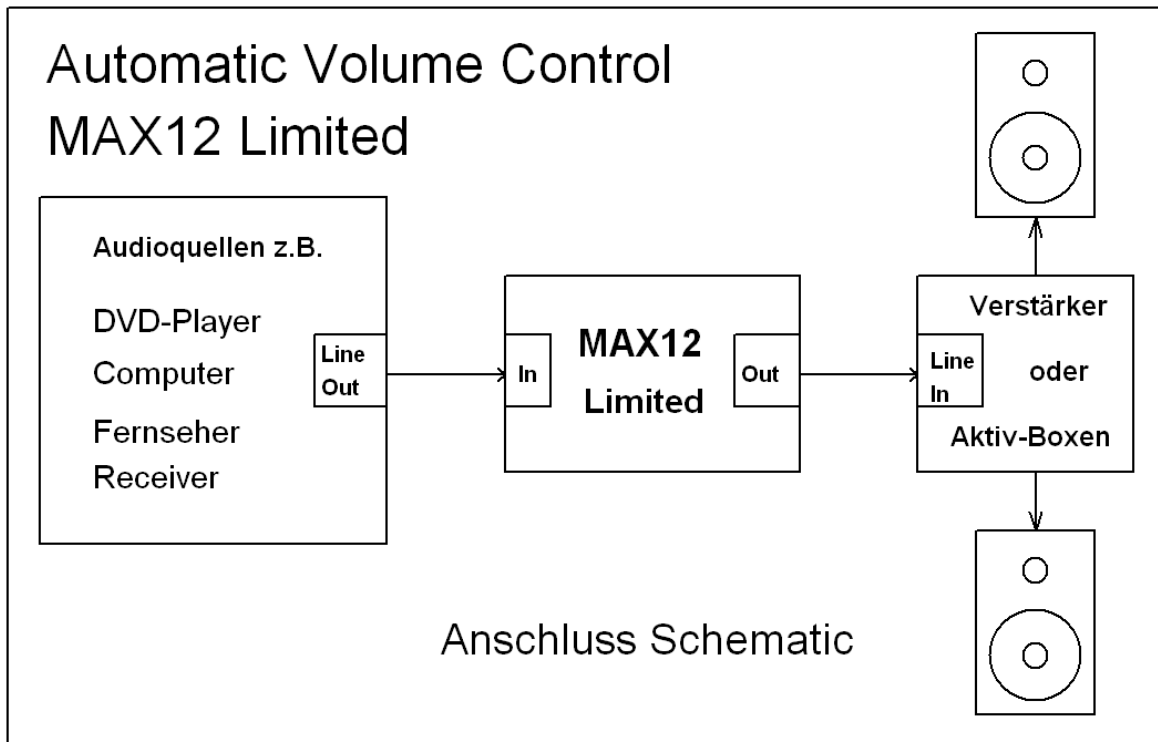 Automatic Volume Control
MAX12 Limited
Audioquellen z.B.
DVD-Player
Computer
Fernseher
Receiver
Line
Out
In
MAX12
Limited
Out
Line
In
Verstärker
oder
Aktiv-Boxen
Anschluss Schematic